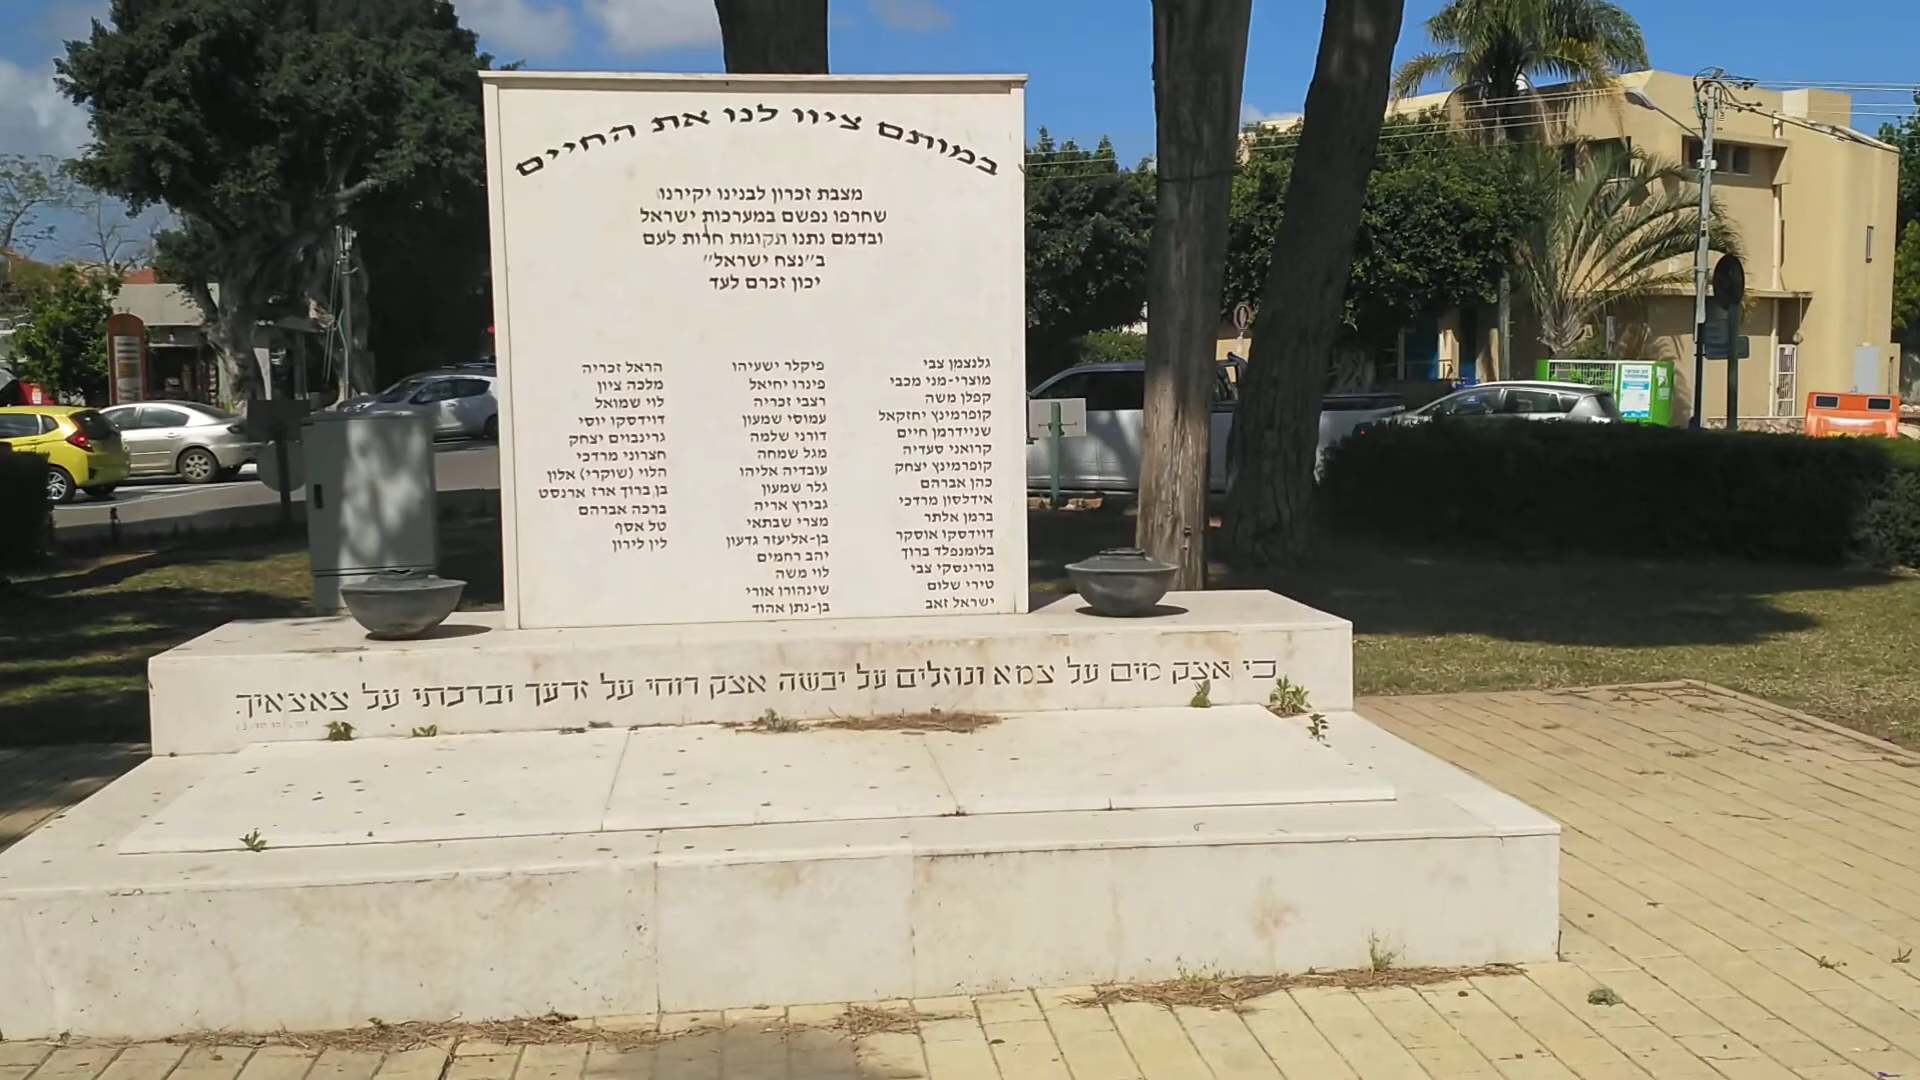 במותם ציוו לנו את החיים
מצבת זכרון לבנינו יקירנו
שחרפו נפשם במערכות ישראל
ובדמם נתנו תקומת חרות לעם
ב"נצח ישראל"
יכון זכרם לעד
גלנצמן צבי
מוצרי-מני מכבי
קפלן משה
קופרמינץ יחזקאל
שניידרמן חיים
קרואני סעדיה
קופרמינץ יצחק
כהן אברהם
אידלסון מרדכי
ברמן אלתר
דוידסקו אוסקר
בלומנפלד ברוך
בורינסקי צבי
טירי שלום
ישראל זאב
פיקלר ישעיהו
פינרו יחיאל
רצבי זכריה
עמוסי שמעון
דורני שלמה
מגל שמחה
עובדיה אליהו
גלר שמעון
גבירץ אריה
מצרי שבתאי
בן-אליעזר גדעון
יהב רחמים
לוי משה
שינהורן אורי
בן-נתן אהוד
הראל זכריה
מלכה ציון
לוי שמואל
דוידסקו יוסי
גרינבוים יצחק
חצרוני מרדכי
הלוי (שוקרי) אלון
בן ברוך ארז ארנסט
ברכה אברהם
טל אסף
לין לירון
כי אצק מים על צמא ונוזלים על יבשה אצק רוחי על זרעך וברכתי על צאצאיך.